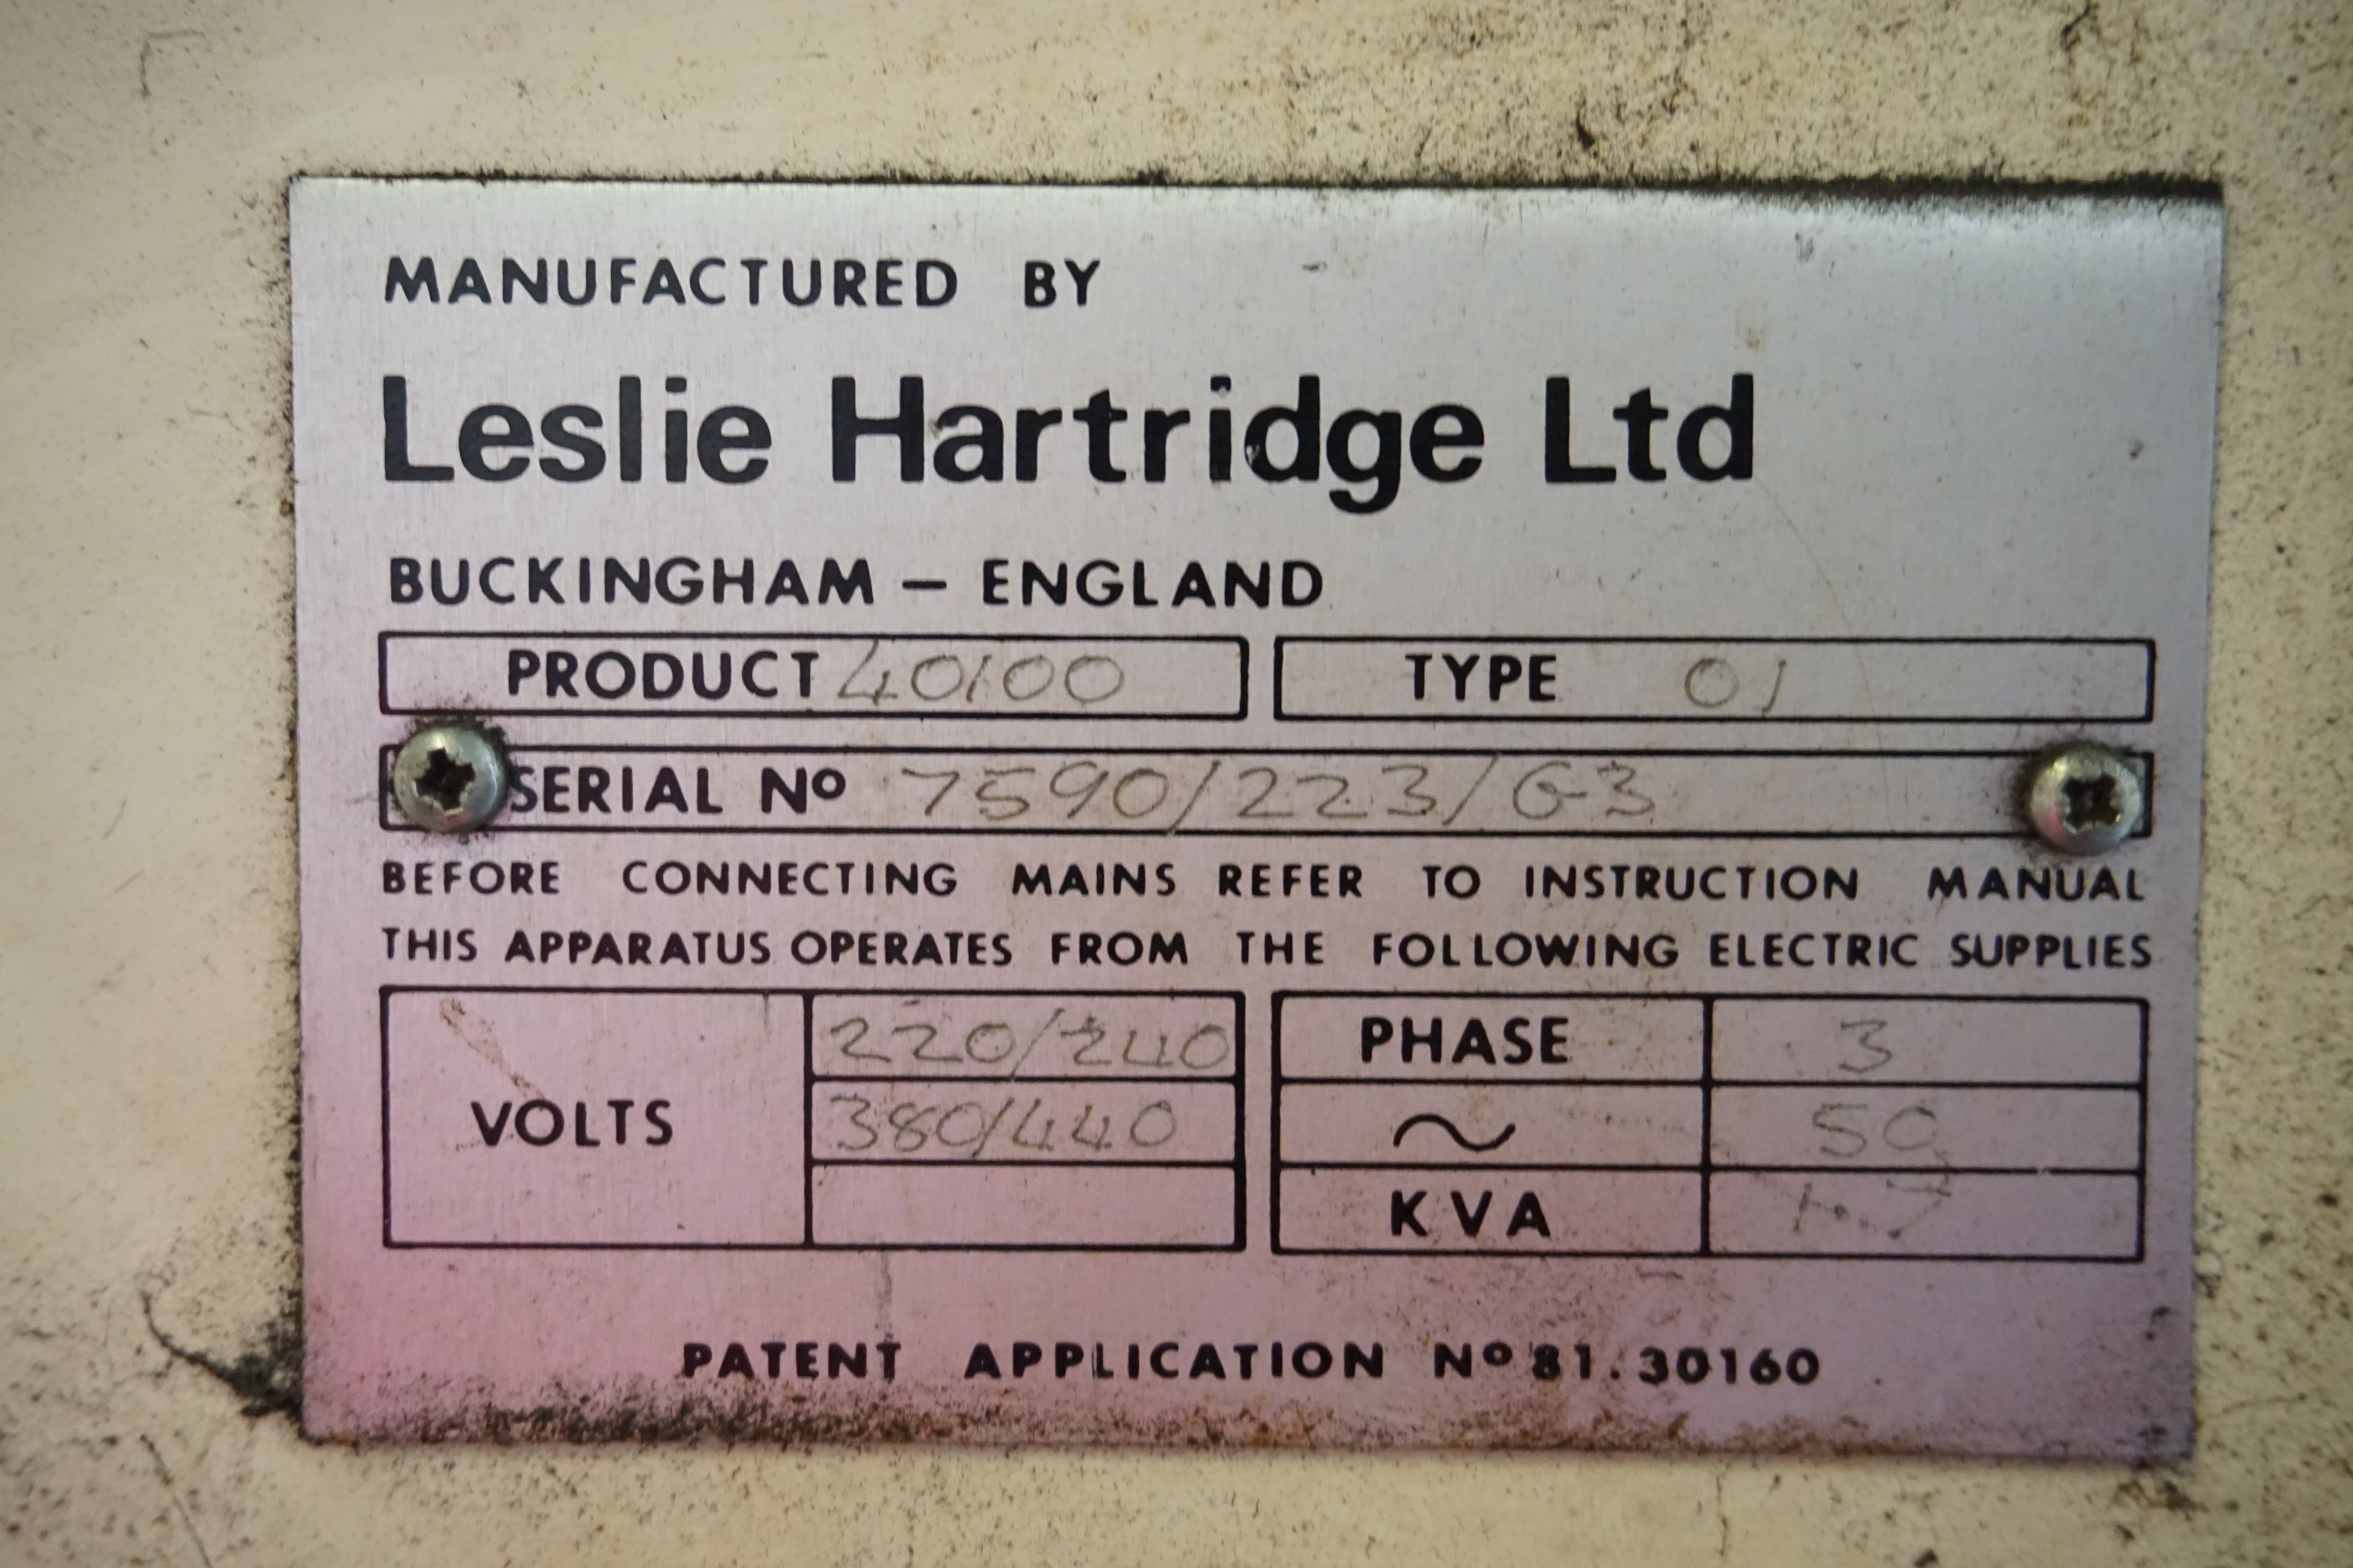 MANUFACTURED BY
Leslie Hartridge Ltd
BUCKINGHAM – ENGLAND
PRODUCT 40100 TYPE 01
SERIAL Nº 7590/223/G3
BEFORE CONNECTING MAINS REFER TO INSTRUCTION MANUAL
THIS APPARATUS OPERATES FROM THE FOLLOWING ELECTRIC SUPPLIES
VOLTS
220/240
380/440
PHASE 3
~ 50
KVA
PATENT APPLICATION Nº 81.30160